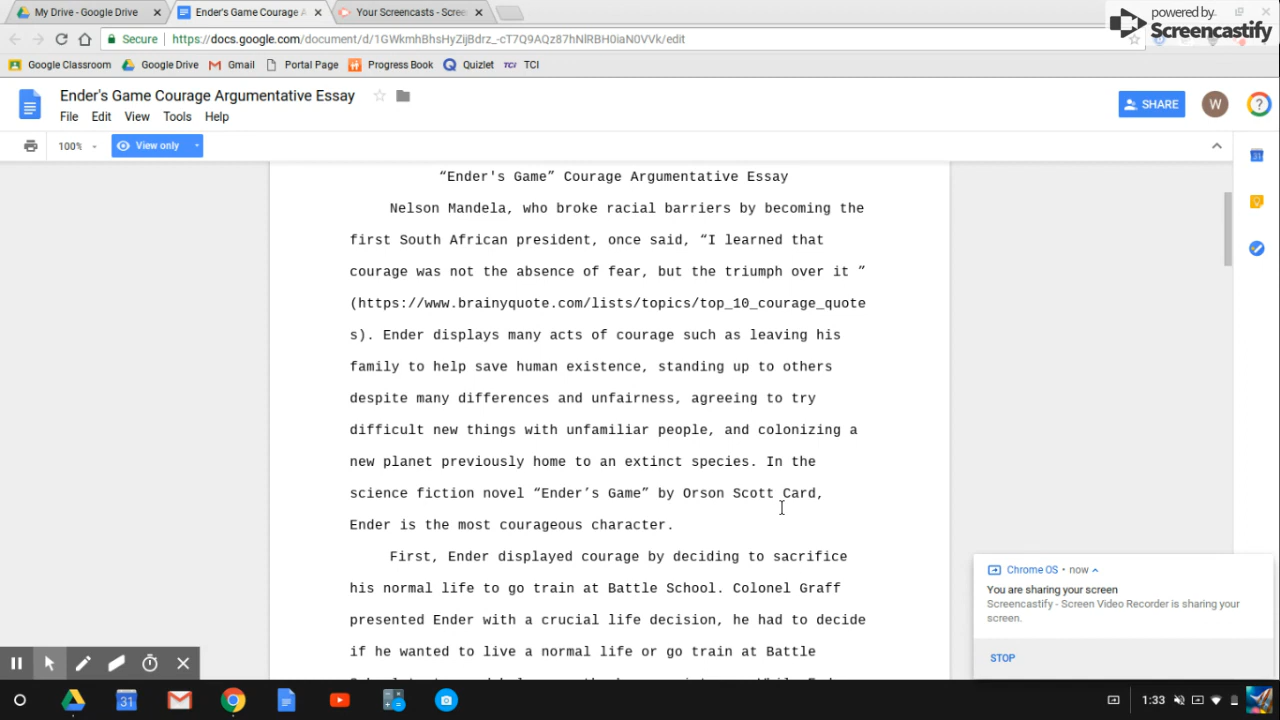 My Drive - Google Drive
Ender's Game Courage A
Your Screencasts - Scree
powered by
Screencastify
Secure https://docs.google.com/document/d/1GWkmhBhsHyZijBdrz_-cT7Q9AQz87hNlRBH0iaN0VVk/edit
Google Classroom Google Drive Gmail Portal Page Progress Book Quizlet TCI TCI
Ender's Game Courage Argumentative Essay
SHARE W
File Edit View Tools Help
100% View only
31
“Ender's Game” Courage Argumentative Essay
Nelson Mandela, who broke racial barriers by becoming the
first South African president, once said, “I learned that
courage was not the absence of fear, but the triumph over it ”
(https://www.brainyquote.com/lists/topics/top_10_courage_quote
s). Ender displays many acts of courage such as leaving his
family to help save human existence, standing up to others
despite many differences and unfairness, agreeing to try
difficult new things with unfamiliar people, and colonizing a
new planet previously home to an extinct species. In the
science fiction novel “Ender’s Game” by Orson Scott Card,
Ender is the most courageous character.
First, Ender displayed courage by deciding to sacrifice
his normal life to go train at Battle School. Colonel Graff
presented Ender with a crucial life decision, he had to decide
if he wanted to live a normal life or go train at Battle
Chrome OS • now
You are sharing your screen
Screencastify - Screen Video Recorder is sharing your
screen.
STOP
31
1:33